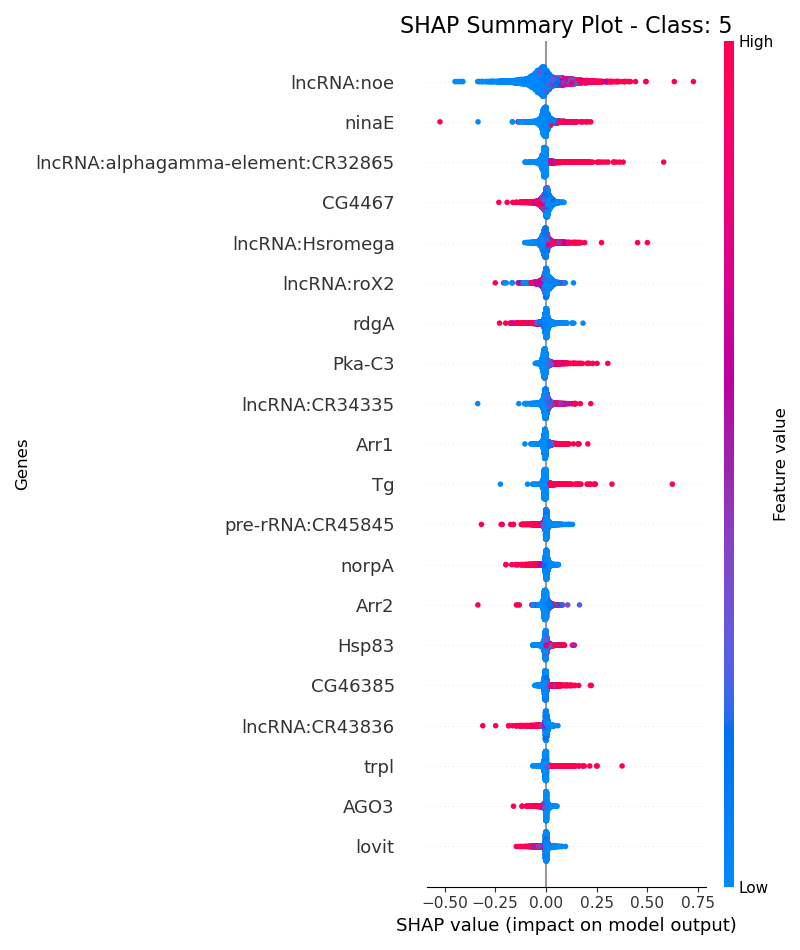 SHAP Summary Plot - Class: 5
High
lncRNA:noe
ninaE
lncRNA:alphagamma-element:CR32865
CG4467
lncRNA:Hsromega
lncRNA:roX2
rdgA
Pka-C3
lncRNA:CR34335
Arr1
Tg
pre-rRNA:CR45845
norpA
Arr2
Hsp83
CG46385
lncRNA:CR43836
trpl
AGO3
lovit
Genes
Feature value
Low
−0.50 −0.25 0.00 0.25 0.50 0.75
SHAP value (impact on model output)